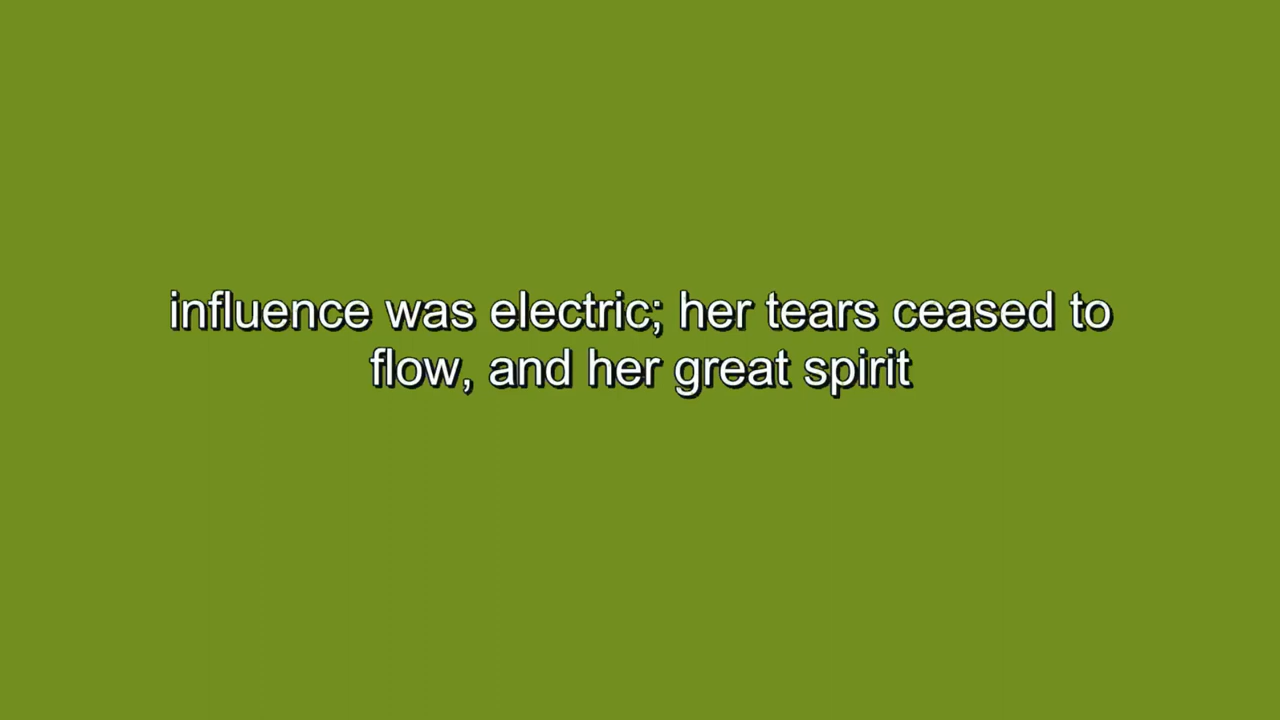 influence was electric; her tears ceased to
flow, and her great spirit